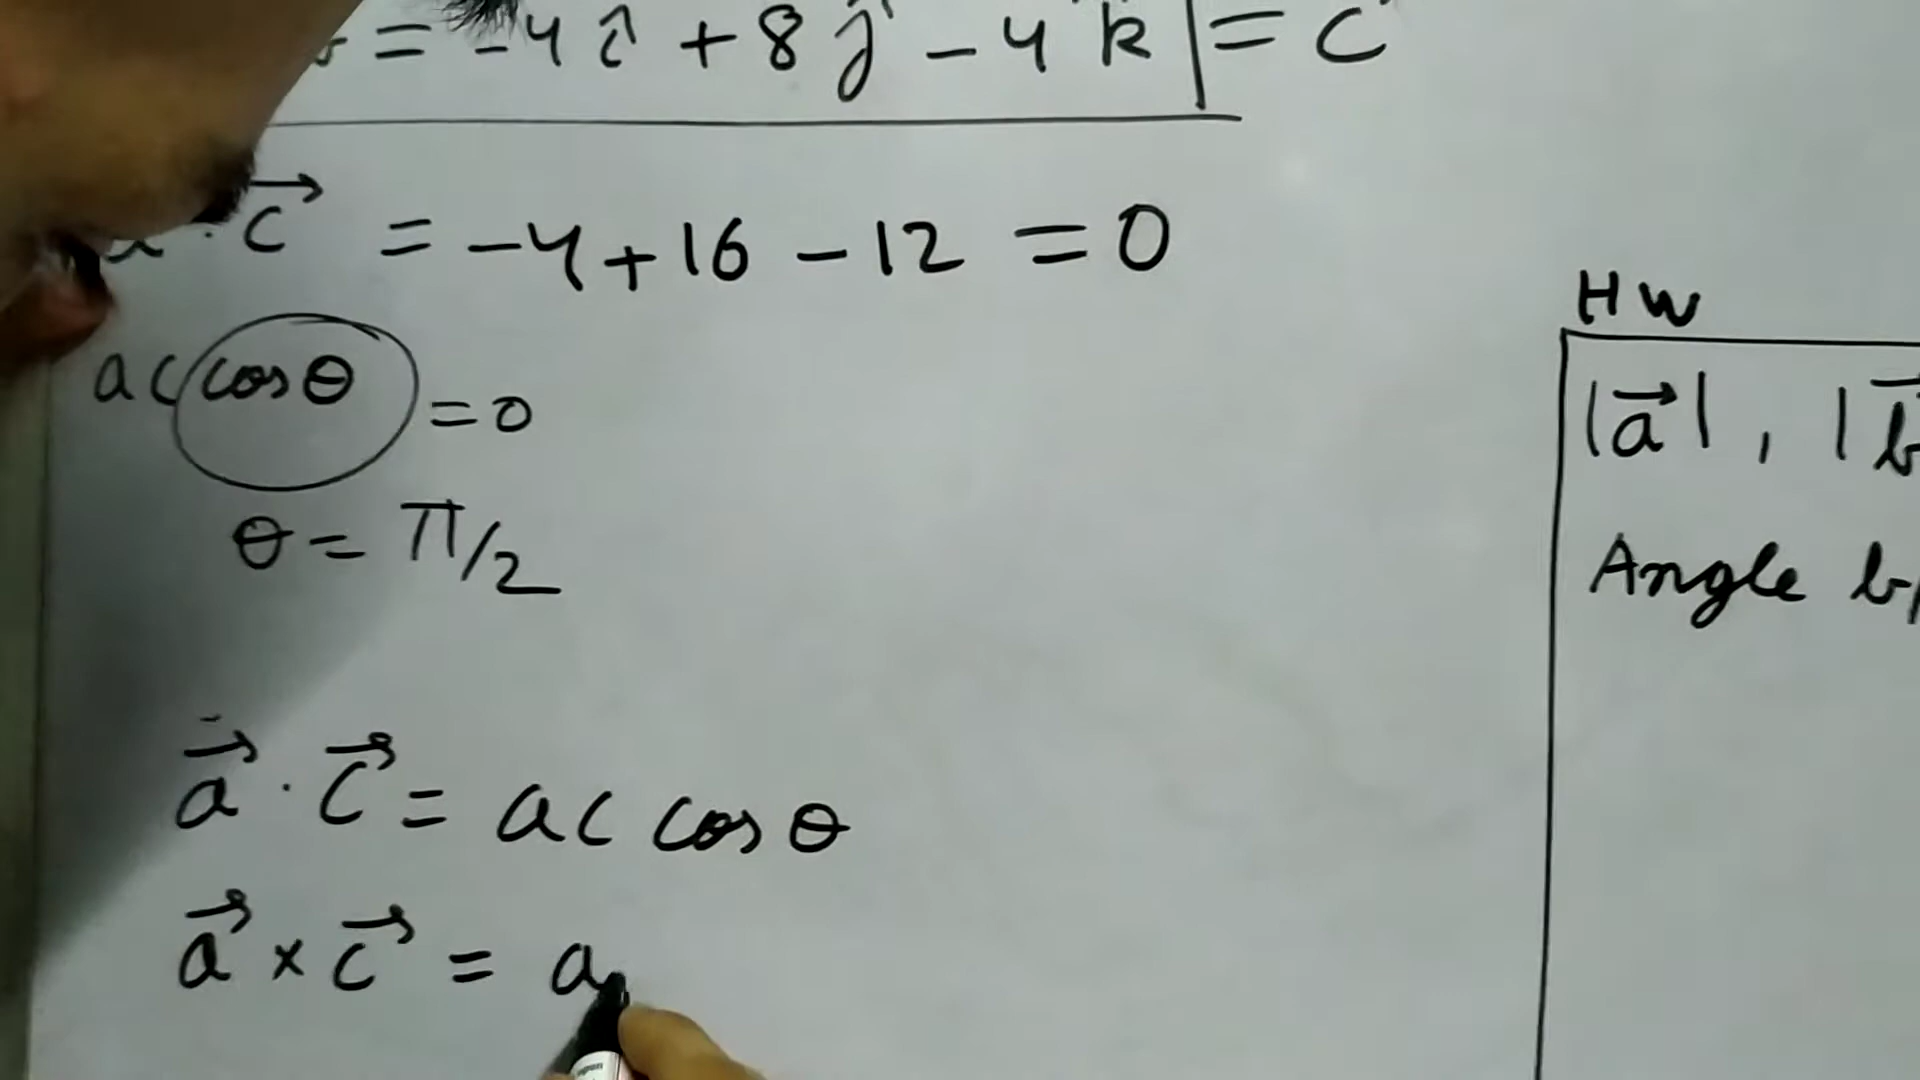 = -4 î + 8 ĵ - 4 k̂ | = C
a⃗ · c⃗ = -4 + 16 - 12 = 0
ac cosθ = 0
θ = π/2
a⃗ · c⃗ = ac cosθ
a⃗ × c⃗ = a
HW
|a⃗|, |b⃗
Angle b